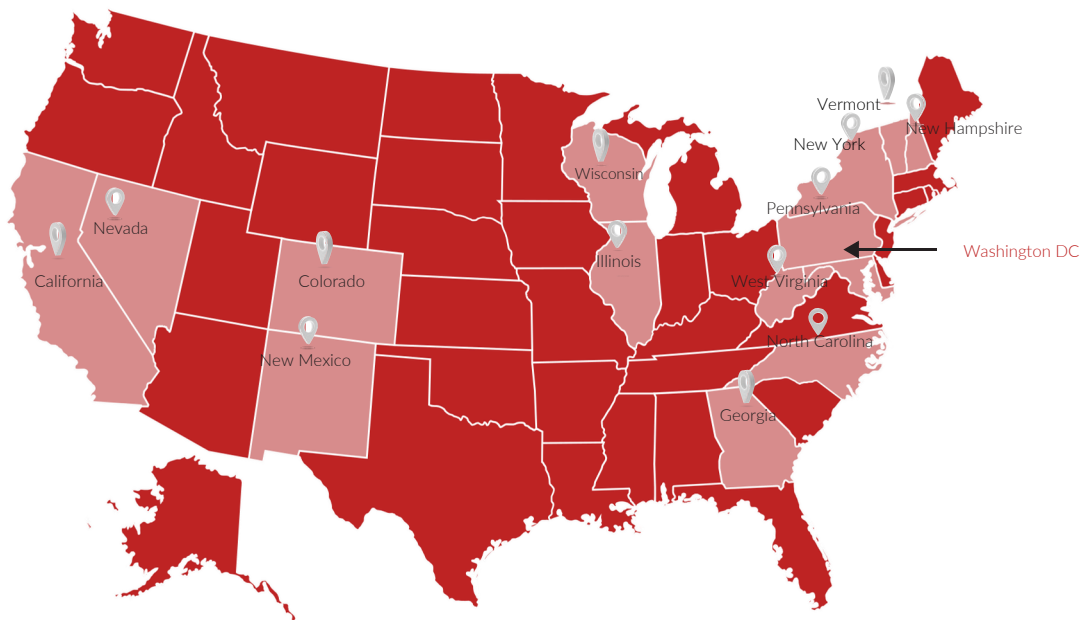 Vermont
New Hampshire
New York
Wisconsin
Pennsylvania
Nevada
Washington DC
Illinois
California
Colorado
West Virginia
North Carolina
New Mexico
Georgia